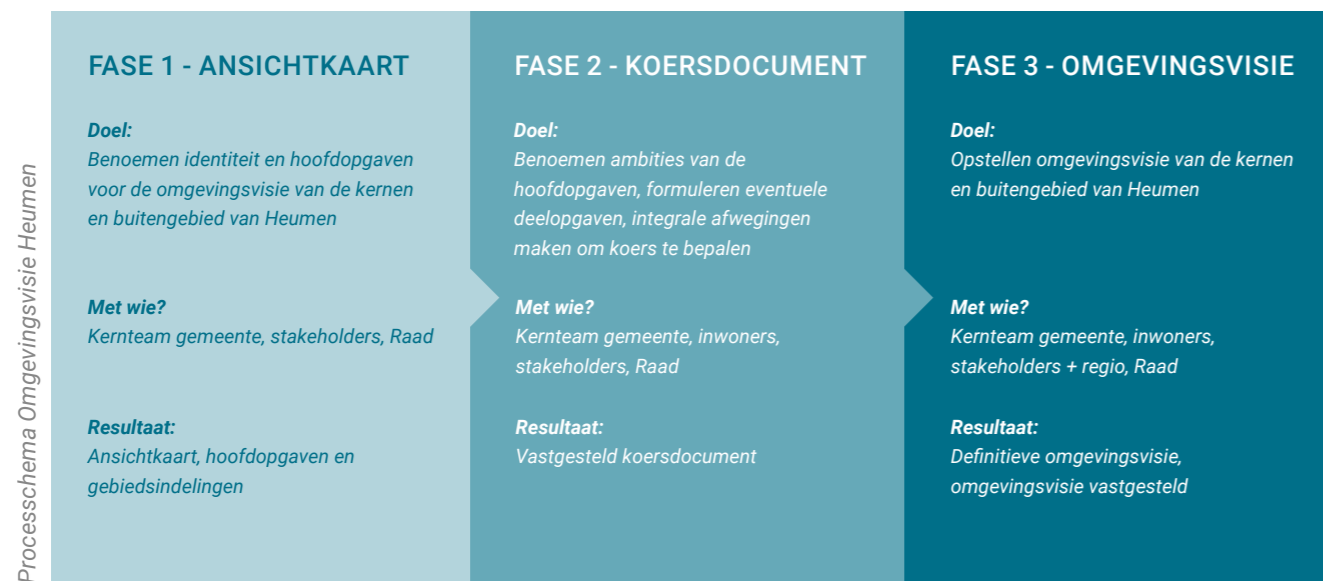 Processchema Omgevingsvisie Heumen
FASE 1 - ANSICHTKAART
Doel:
Benoemen identiteit en hoofdopgaven
voor de omgevingsvisie van de kernen
en buitengebied van Heumen
Met wie?
Kernteam gemeente, stakeholders, Raad
Resultaat:
Ansichtkaart, hoofdopgaven en
gebiedsindelingen
FASE 2 - KOERSDOCUMENT
Doel:
Benoemen ambities van de
hoofdopgaven, formuleren eventuele
deelopgaven, integrale afwegingen
maken om koers te bepalen
Met wie?
Kernteam gemeente, inwoners,
stakeholders, Raad
Resultaat:
Vastgesteld koersdocument
FASE 3 - OMGEVINGSVISIE
Doel:
Opstellen omgevingsvisie van de kernen
en buitengebied van Heumen
Met wie?
Kernteam gemeente, inwoners,
stakeholders + regio, Raad
Resultaat:
Definitieve omgevingsvisie,
omgevingsvisie vastgesteld